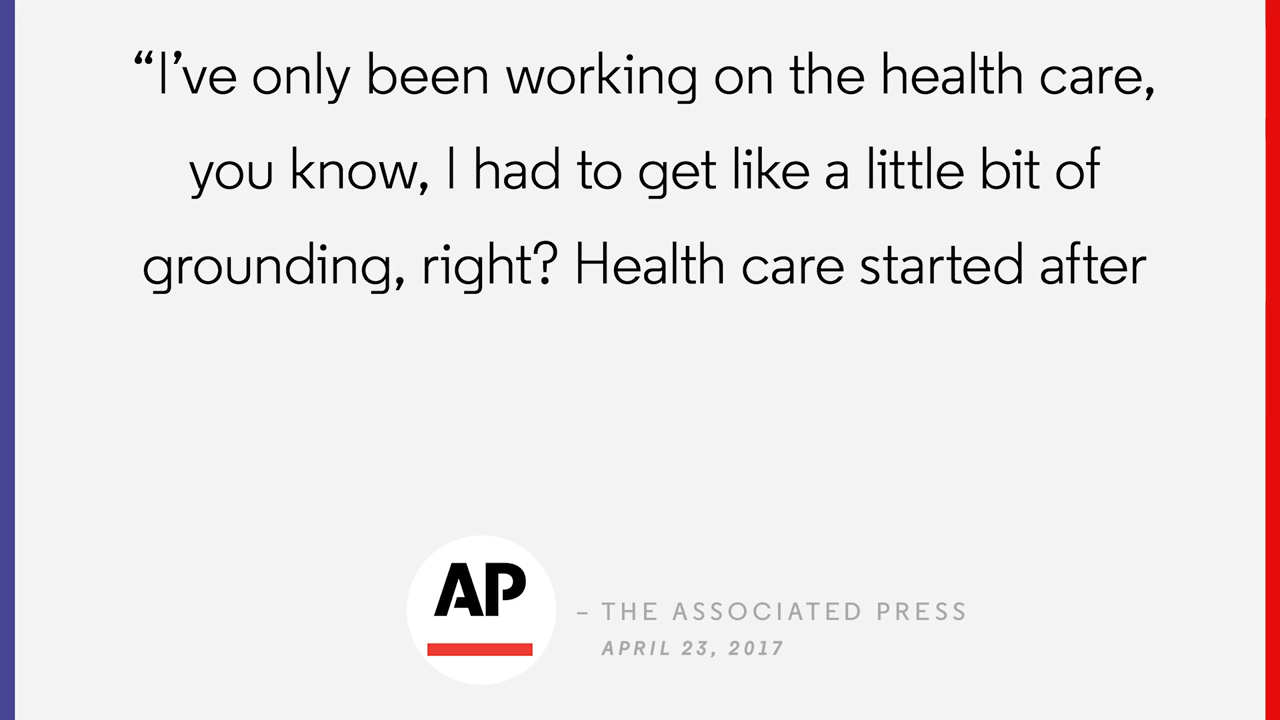 “I’ve only been working on the health care,
you know, I had to get like a little bit of
grounding, right? Health care started after
AP
– THE ASSOCIATED PRESS
APRIL 23, 2017